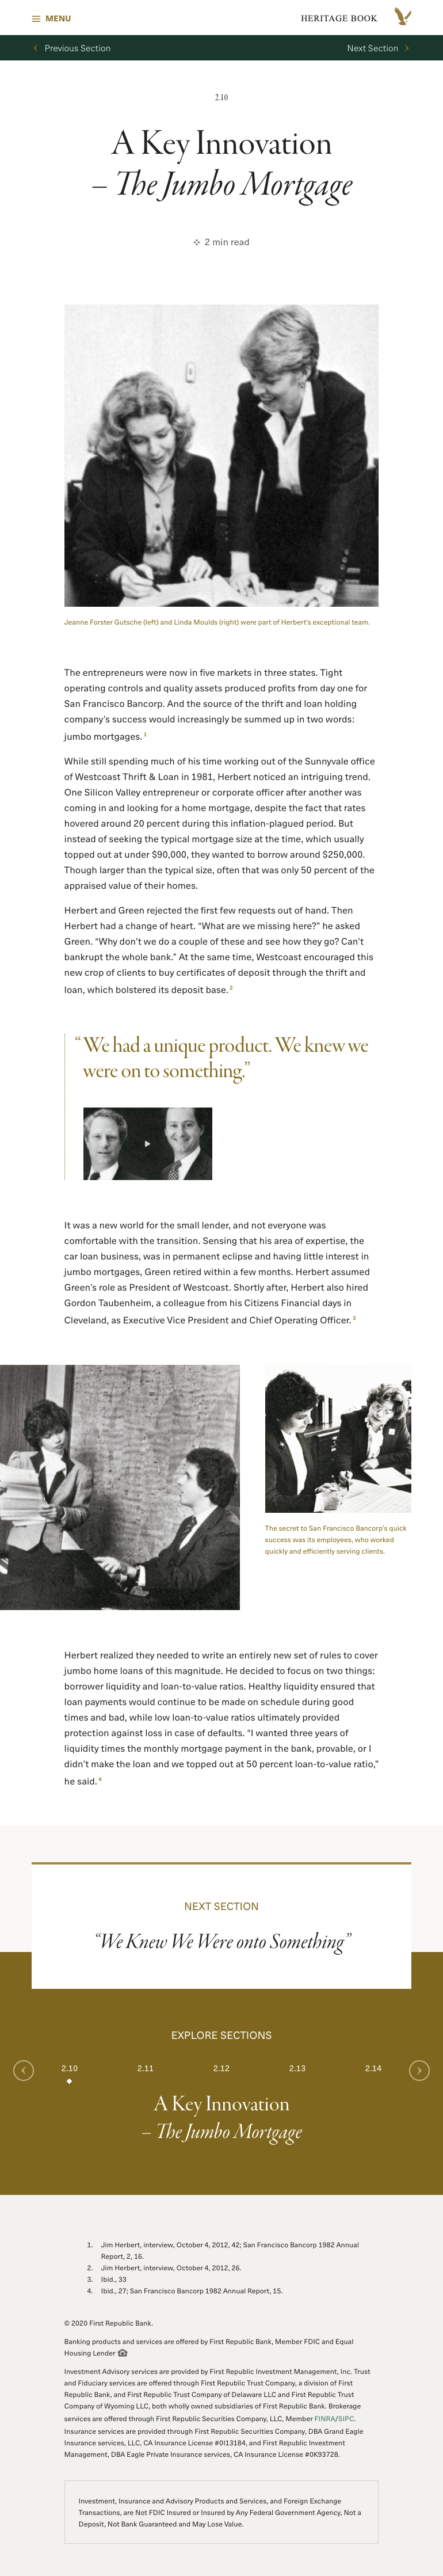 MENU
HERITAGE BOOK
Previous Section
Next Section
2.10
A Key Innovation
– The Jumbo Mortgage
2 min read
Jeanne Forster Gutsche (left) and Linda Moulds (right) were part of Herbert's exceptional team.
The entrepreneurs were now in five markets in three states. Tight
operating controls and quality assets produced profits from day one for
San Francisco Bancorp. And the source of the thrift and loan holding
company's success would increasingly be summed up in two words:
jumbo mortgages. 1
While still spending much of his time working out of the Sunnyvale office
of Westcoast Thrift & Loan in 1981, Herbert noticed an intriguing trend.
One Silicon Valley entrepreneur or corporate officer after another was
coming in and looking for a home mortgage, despite the fact that rates
hovered around 20 percent during this inflation-plagued period. But
instead of seeking the typical mortgage size at the time, which usually
topped out at under $90,000, they wanted to borrow around $250,000.
Though larger than the typical size, often that was only 50 percent of the
appraised value of their homes.
Herbert and Green rejected the first few requests out of hand. Then
Herbert had a change of heart. “What are we missing here?” he asked
Green. “Why don't we do a couple of these and see how they go? Can't
bankrupt the whole bank.” At the same time, Westcoast encouraged this
new crop of clients to buy certificates of deposit through the thrift and
loan, which bolstered its deposit base. 2
“We had a unique product. We knew we
were on to something.”
It was a new world for the small lender, and not everyone was
comfortable with the transition. Sensing that his area of expertise, the
car loan business, was in permanent eclipse and having little interest in
jumbo mortgages, Green retired within a few months. Herbert assumed
Green's role as President of Westcoast. Shortly after, Herbert also hired
Gordon Taubenheim, a colleague from his Citizens Financial days in
Cleveland, as Executive Vice President and Chief Operating Officer. 3
The secret to San Francisco Bancorp's quick
success was its employees, who worked
quickly and efficiently serving clients.
Herbert realized they needed to write an entirely new set of rules to cover
jumbo home loans of this magnitude. He decided to focus on two things:
borrower liquidity and loan-to-value ratios. Healthy liquidity ensured that
loan payments would continue to be made on schedule during good
times and bad, while low loan-to-value ratios ultimately provided
protection against loss in case of defaults. “I wanted three years of
liquidity times the monthly mortgage payment in the bank, provable, or I
didn't make the loan and we topped out at 50 percent loan-to-value ratio,”
he said. 4
NEXT SECTION
“We Knew We Were onto Something”
EXPLORE SECTIONS
2.10 2.11 2.12 2.13 2.14
A Key Innovation
– The Jumbo Mortgage
1. Jim Herbert, interview, October 4, 2012, 42; San Francisco Bancorp 1982 Annual
Report, 2, 16.
2. Jim Herbert, interview, October 4, 2012, 26.
3. Ibid., 33
4. Ibid., 27; San Francisco Bancorp 1982 Annual Report, 15.
© 2020 First Republic Bank.
Banking products and services are offered by First Republic Bank, Member FDIC and Equal
Housing Lender
Investment Advisory services are provided by First Republic Investment Management, Inc. Trust
and Fiduciary services are offered through First Republic Trust Company, a division of First
Republic Bank, and First Republic Trust Company of Delaware LLC and First Republic Trust
Company of Wyoming LLC, both wholly owned subsidiaries of First Republic Bank. Brokerage
services are offered through First Republic Securities Company, LLC, Member FINRA/SIPC.
Insurance services are provided through First Republic Securities Company, DBA Grand Eagle
Insurance services, LLC, CA Insurance License #0I13184, and First Republic Investment
Management, DBA Eagle Private Insurance services, CA Insurance License #0K93728.
Investment, Insurance and Advisory Products and Services, and Foreign Exchange
Transactions, are Not FDIC Insured or Insured by Any Federal Government Agency, Not a
Deposit, Not Bank Guaranteed and May Lose Value.